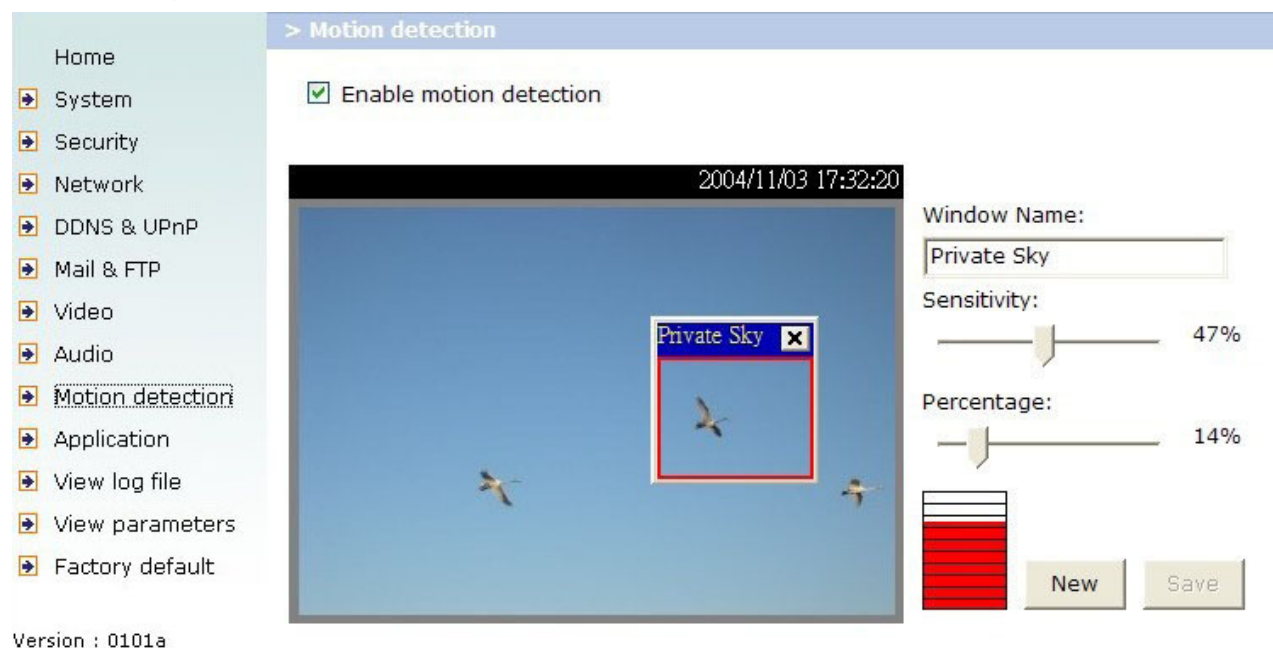 > Motion detection
Home
System
Security
Network
DDNS & UPnP
Mail & FTP
Video
Audio
Motion detection
Application
View log file
View parameters
Factory default
Version : 0101a
Enable motion detection
2004/11/03 17:32:20
Private Sky
Window Name:
Private Sky
Sensitivity:
47%
Percentage:
14%
New
Save